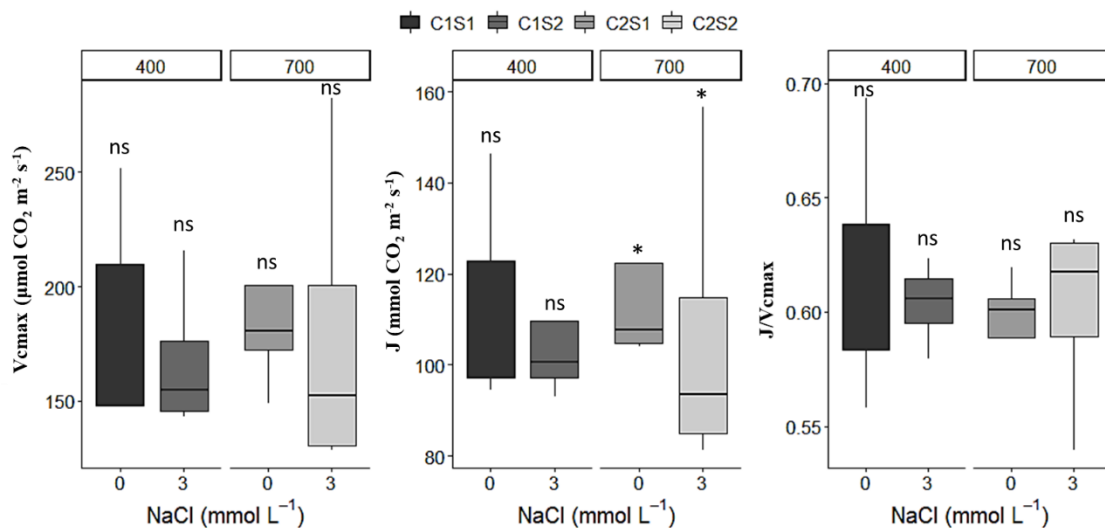 C1S1 C1S2 C2S1 C2S2
Vcmax (μmol CO₂ m⁻² s⁻¹)
400 700
250
200
150
ns
ns
ns
ns
0 3 0 3
NaCl (mmol L⁻¹)
J (mmol CO₂ m⁻² s⁻¹)
400 700
160
140
120
100
80
ns
ns
*
*
0 3 0 3
NaCl (mmol L⁻¹)
J/Vcmax
400 700
0.70
0.65
0.60
0.55
ns
ns
ns
ns
0 3 0 3
NaCl (mmol L⁻¹)